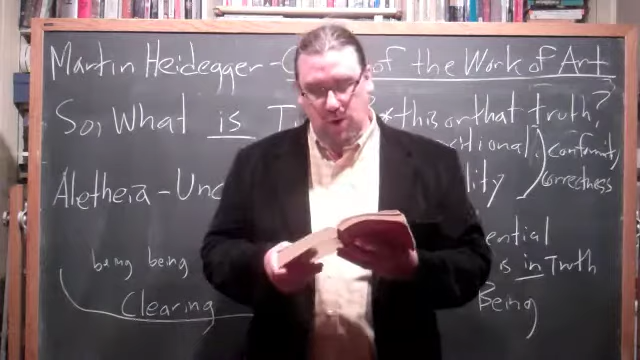 Martin Heidegger - O of the Work of Art
So, What is T ? * this or that truth?
ctional, conformity,
Aletheia - Unc lity correctness
ential
being being is in Truth
Clearing Being